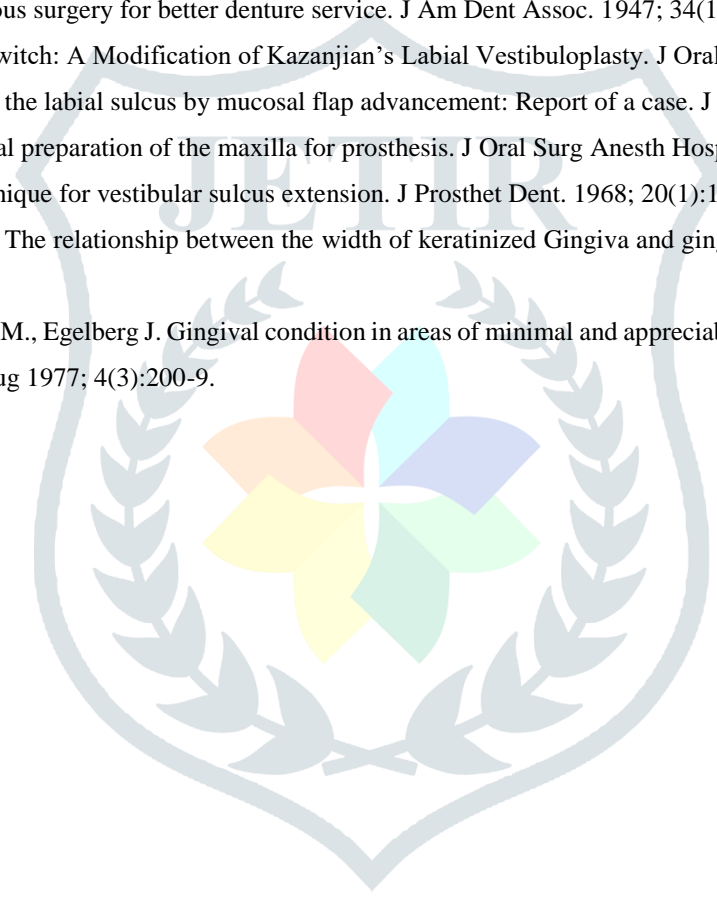 ous surgery for better denture service. J Am Dent Assoc. 1947; 34(1
witch: A Modification of Kazanjian’s Labial Vestibuloplasty. J Oral
the labial sulcus by mucosal flap advancement: Report of a case. J
al preparation of the maxilla for prosthesis. J Oral Surg Anesth Hosp
nique for vestibular sulcus extension. J Prosthet Dent. 1968; 20(1):1
The relationship between the width of keratinized Gingiva and ging
M., Egelberg J. Gingival condition in areas of minimal and appreciab
ug 1977; 4(3):200-9.
JETIR